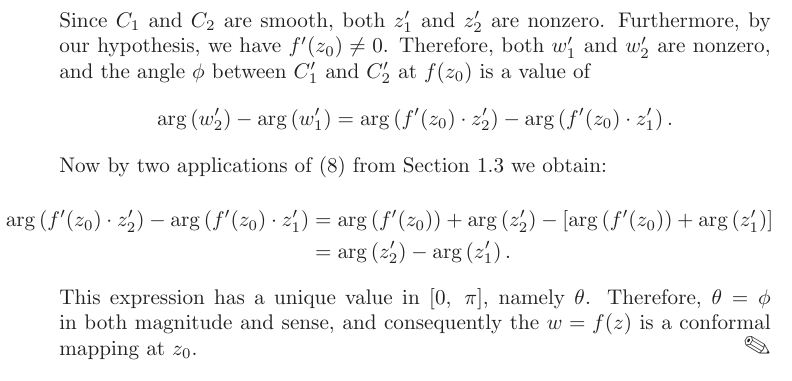 Since C₁ and C₂ are smooth, both z′₁ and z′₂ are nonzero. Furthermore, by
our hypothesis, we have f′(z₀) ≠ 0. Therefore, both w′₁ and w′₂ are nonzero,
and the angle ϕ between C′₁ and C′₂ at f(z₀) is a value of
arg (w′₂) − arg (w′₁) = arg (f′(z₀) · z′₂) − arg (f′(z₀) · z′₁) .
Now by two applications of (8) from Section 1.3 we obtain:
arg (f′(z₀) · z′₂) − arg (f′(z₀) · z′₁) = arg (f′(z₀)) + arg (z′₂) − [arg (f′(z₀)) + arg (z′₁)]
= arg (z′₂) − arg (z′₁) .
This expression has a unique value in [0, π], namely θ. Therefore, θ = ϕ
in both magnitude and sense, and consequently the w = f(z) is a conformal
mapping at z₀.